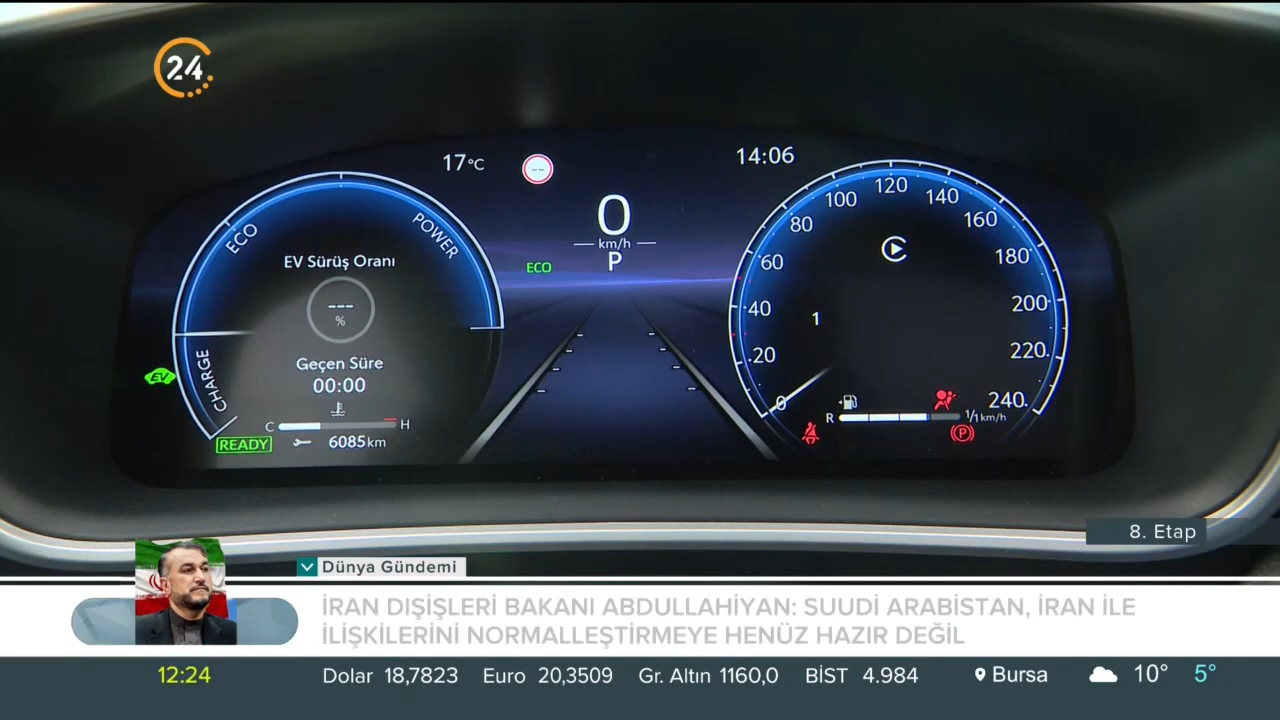 24
17°C
--
14:06
0
km/h
P
ECO
ECO
POWER
CHARGE
EV Sürüş Oranı
---
%
Geçen Süre
00:00
C
H
EV
READY
6085km
0
20
40
60
80
100
120
140
160
180
200
220
240
1
R
1/1
km/h
P
8. Etap
Dünya Gündemi
İRAN DIŞİŞLERİ BAKANI ABDULLAHİYAN: SUUDİ ARABİSTAN, İRAN İLE
İLİŞKİLERİNİ NORMALLEŞTİRMEYE HENÜZ HAZIR DEĞİL
12:24 Dolar 18,7823 Euro 20,3509 Gr. Altın 1160,0 BİST 4.984 Bursa 10° 5°